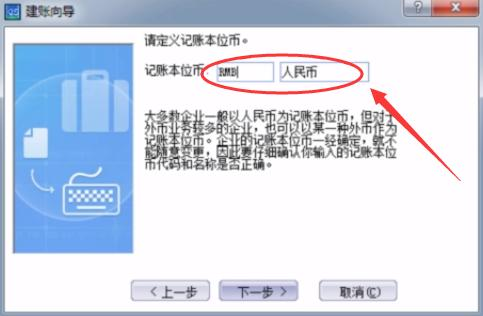 建账向导
请定义记账本位币。
记账本位币: RMB 人民币
大多数企业一般以人民币为记账本位币，但对于
外币业务较多的企业，也可以以某一种外币作为
记账本位币。企业的记账本位币一经确定，就不
能随意变更，因此要仔细确认你输入的记账本位
币代码和名称是否正确。
<上一步 下一步> 取消(C)